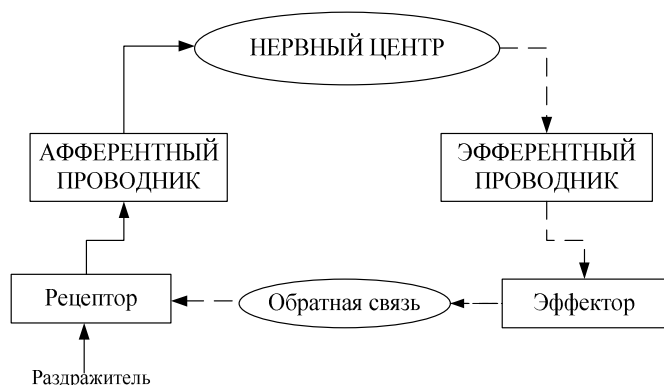 НЕРВНЫЙ ЦЕНТР
АФФЕРЕНТНЫЙ
ПРОВОДНИК
ЭФФЕРЕНТНЫЙ
ПРОВОДНИК
Рецептор
Обратная связь
Эффектор
Раздражитель